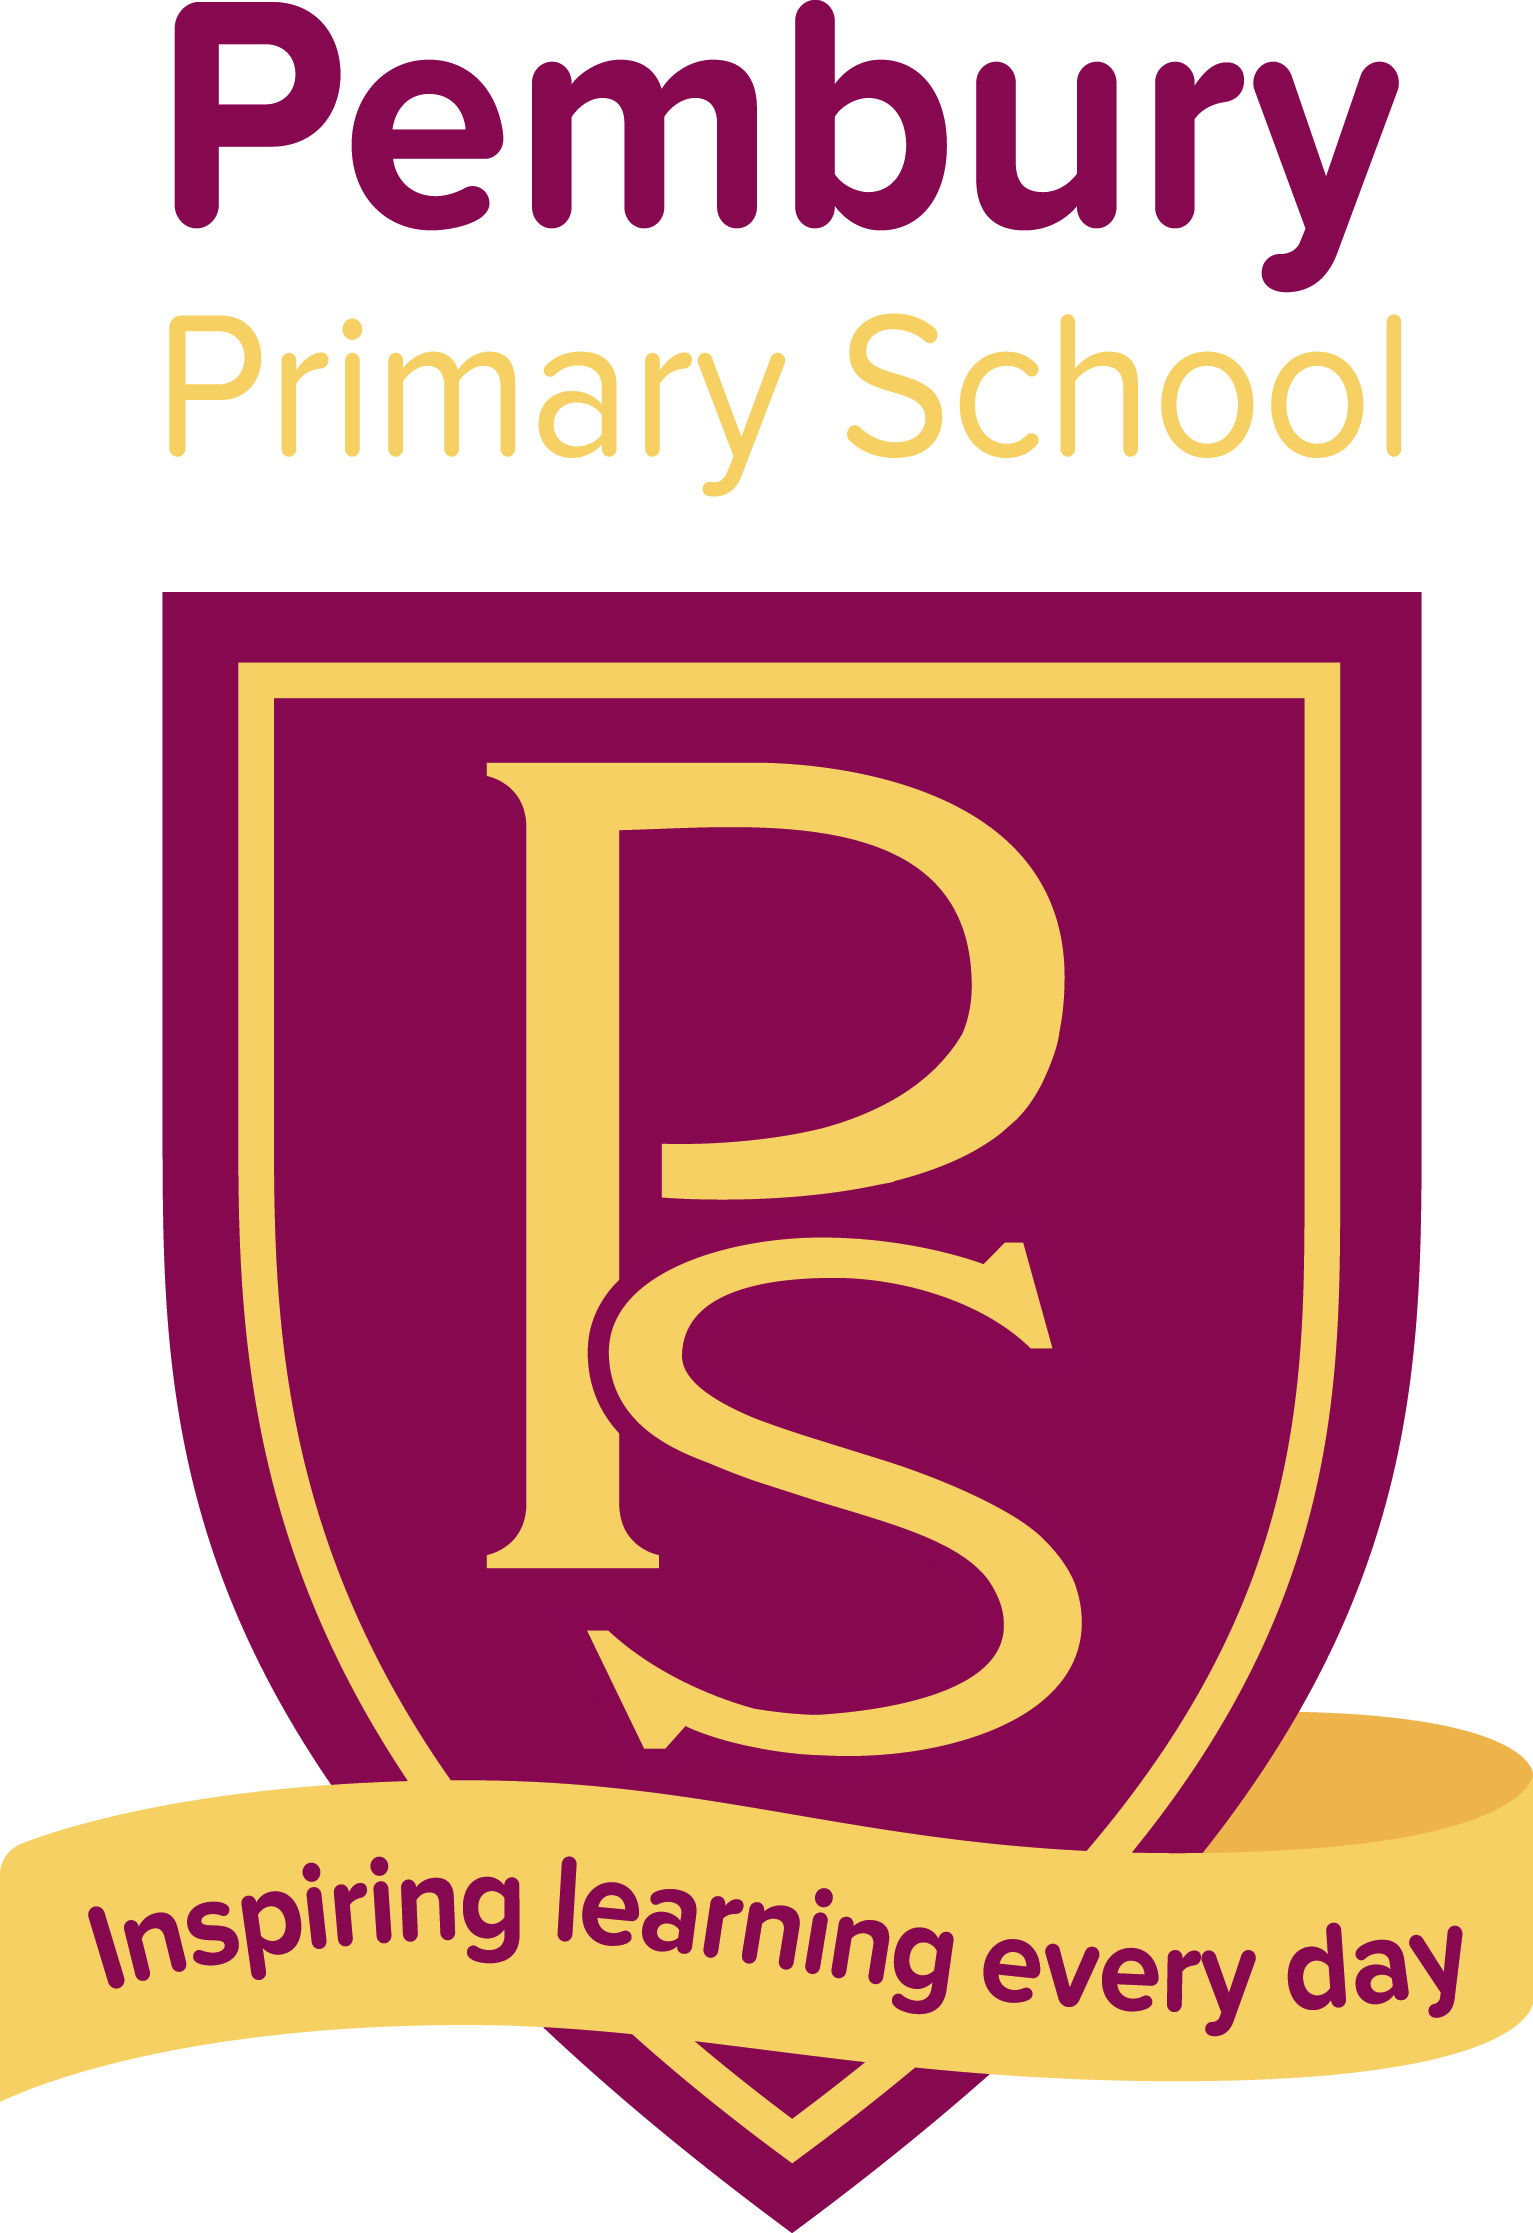 Pembury
Primary School
PS
Inspiring learning every day